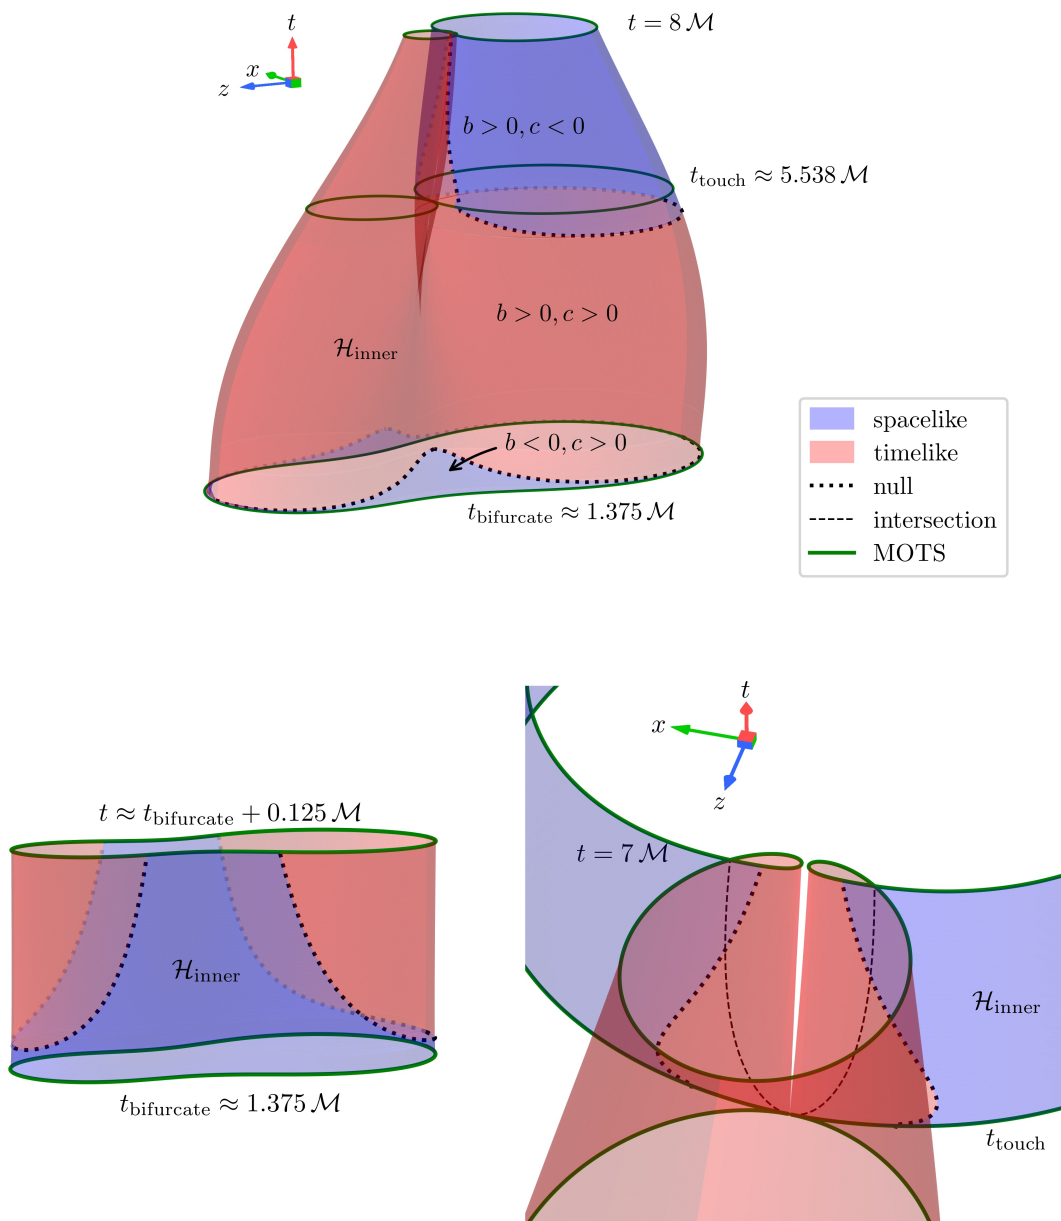 t
x
z
t = 8 ℳ
b > 0, c < 0
t_touch ≈ 5.538 ℳ
b > 0, c > 0
ℋ_inner
b < 0, c > 0
t_bifurcate ≈ 1.375 ℳ
spacelike
timelike
null
intersection
MOTS
t ≈ t_bifurcate + 0.125 ℳ
ℋ_inner
t_bifurcate ≈ 1.375 ℳ
t
x
z
t = 7 ℳ
ℋ_inner
t_touch